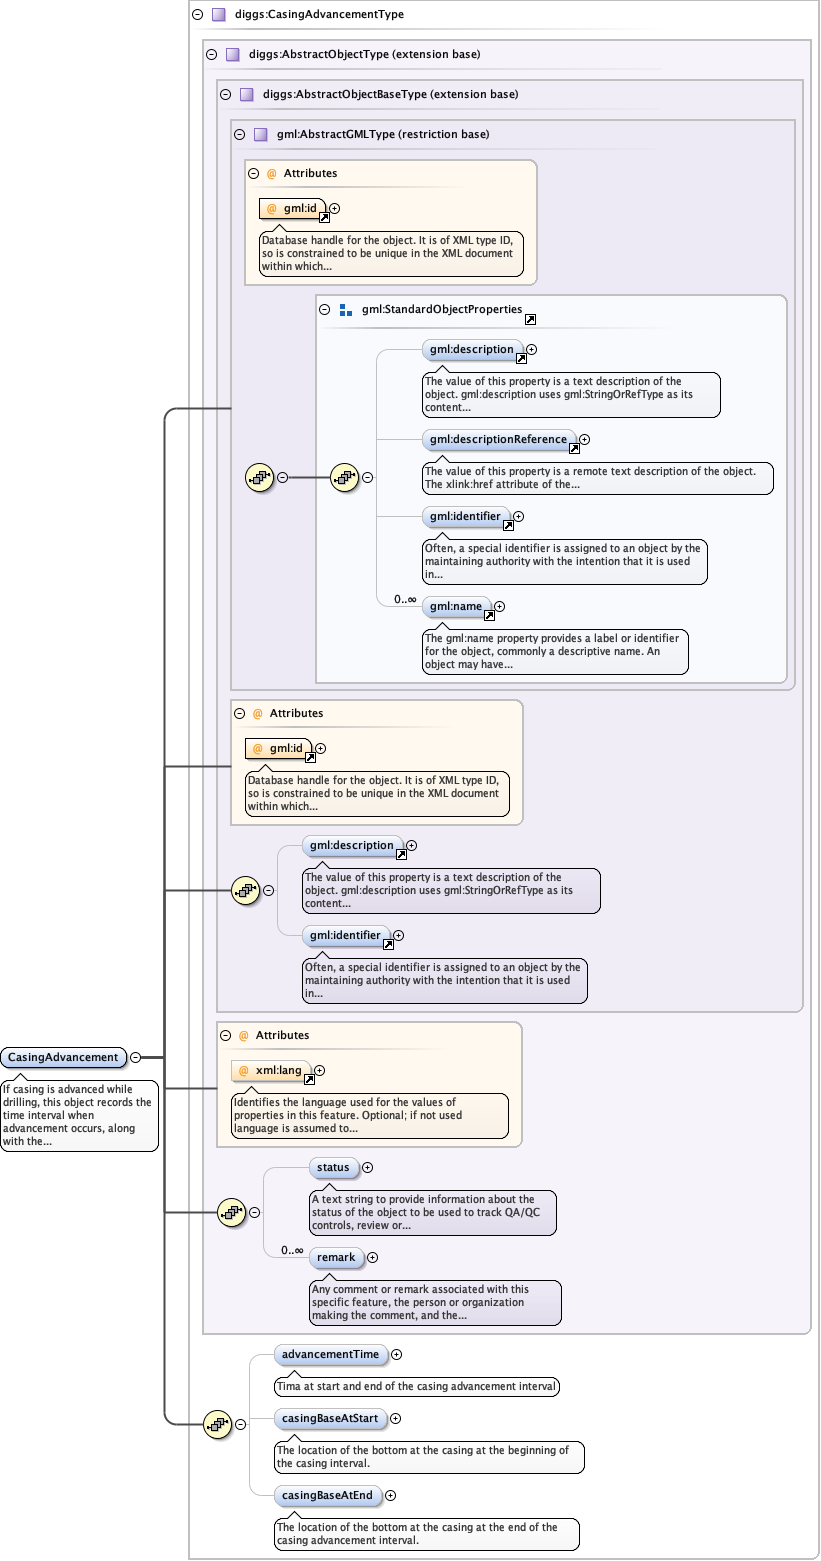 diggs:CasingAdvancementType
diggs:AbstractObjectType (extension base)
diggs:AbstractObjectBaseType (extension base)
gml:AbstractGMLType (restriction base)
@ Attributes
@ gml:id
Database handle for the object. It is of XML type ID,
so is constrained to be unique in the XML document
within which...
gml:StandardObjectProperties
gml:description
The value of this property is a text description of the
object. gml:description uses gml:StringOrRefType as its
content...
gml:descriptionReference
The value of this property is a remote text description of the object.
The xlink:href attribute of the...
gml:identifier
Often, a special identifier is assigned to an object by the
maintaining authority with the intention that it is used
in...
0..∞
gml:name
The gml:name property provides a label or identifier
for the object, commonly a descriptive name. An
object may have...
@ Attributes
@ gml:id
Database handle for the object. It is of XML type ID,
so is constrained to be unique in the XML document
within which...
gml:description
The value of this property is a text description of the
object. gml:description uses gml:StringOrRefType as its
content...
gml:identifier
Often, a special identifier is assigned to an object by the
maintaining authority with the intention that it is used
in...
CasingAdvancement
If casing is advanced while
drilling, this object records the
time interval when
advancement occurs, along
with the...
@ Attributes
@ xml:lang
Identifies the language used for the values of
properties in this feature. Optional; if not used
language is assumed to...
status
A text string to provide information about the
status of the object to be used to track QA/QC
controls, review or...
0..∞
remark
Any comment or remark associated with this
specific feature, the person or organization
making the comment, and the...
advancementTime
Tima at start and end of the casing advancement interval
casingBaseAtStart
The location of the bottom at the casing at the beginning of
the casing interval.
casingBaseAtEnd
The location of the bottom at the casing at the end of the
casing advancement interval.